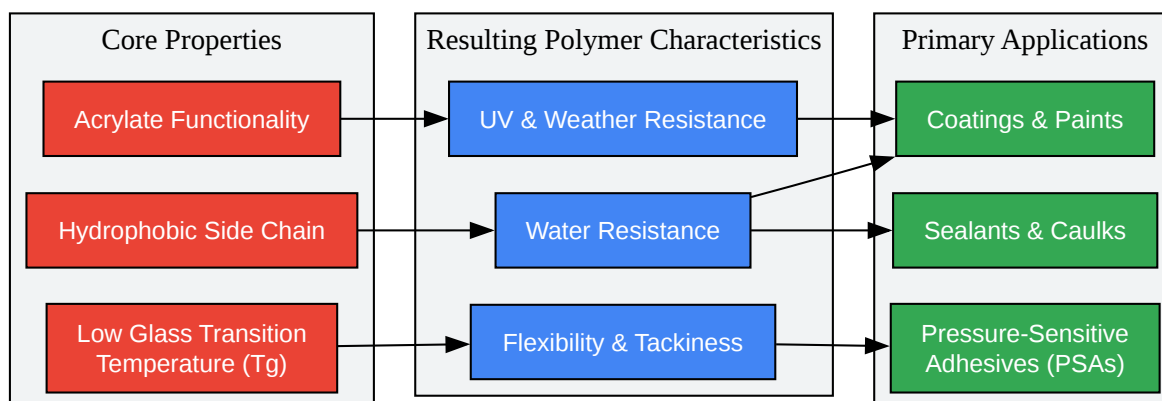 Core Properties
Acrylate Functionality
Hydrophobic Side Chain
Low Glass Transition
Temperature (Tg)
Resulting Polymer Characteristics
UV & Weather Resistance
Water Resistance
Flexibility & Tackiness
Primary Applications
Coatings & Paints
Sealants & Caulks
Pressure-Sensitive
Adhesives (PSAs)